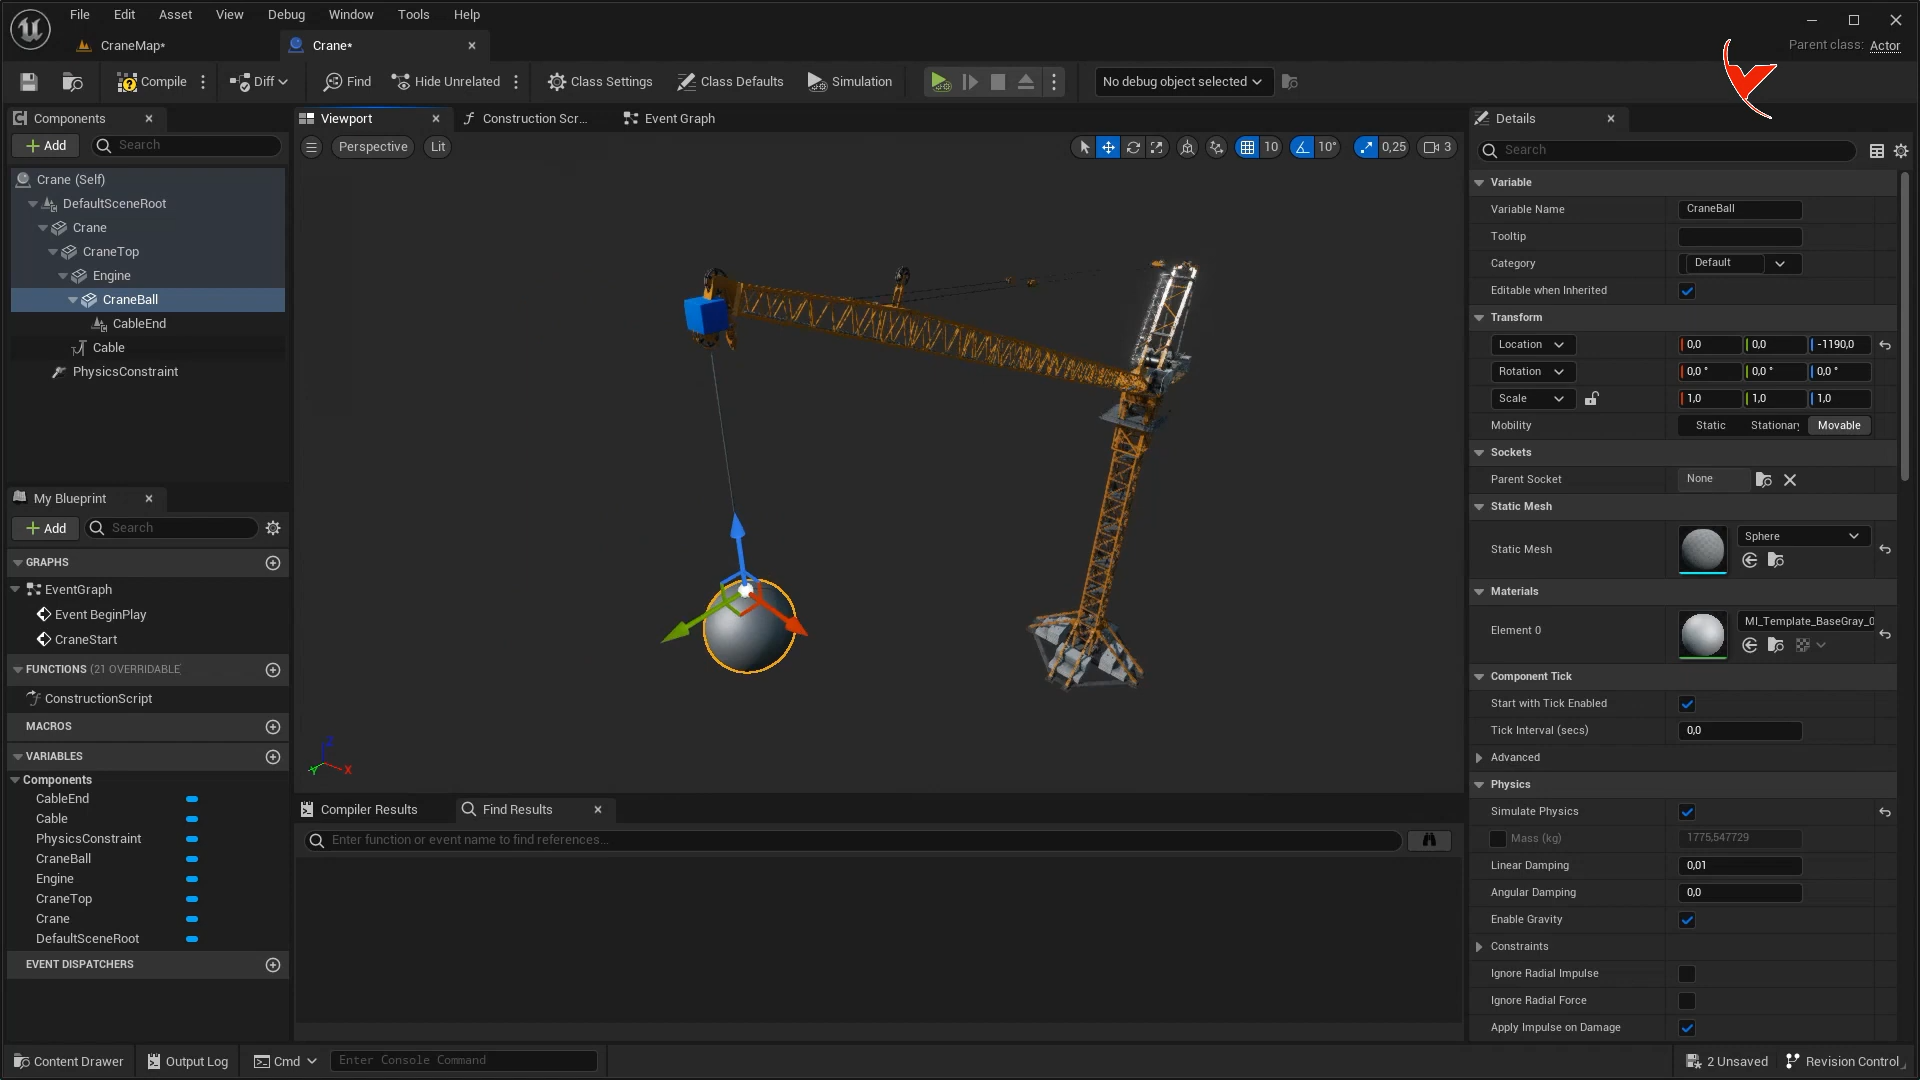 File Edit Asset View Debug Window Tools Help
CraneMap*
Crane*
Parent class: Actor
Compile
Diff
Find
Hide Unrelated
Class Settings
Class Defaults
Simulation
No debug object selected
Components
Add
Search
Crane (Self)
DefaultSceneRoot
Crane
CraneTop
Engine
CraneBall
CableEnd
Cable
PhysicsConstraint
My Blueprint
Add
Search
GRAPHS
EventGraph
Event BeginPlay
CraneStart
FUNCTIONS (21 OVERRIDABLE
ConstructionScript
MACROS
VARIABLES
Components
CableEnd
Cable
PhysicsConstraint
CraneBall
Engine
CraneTop
Crane
DefaultSceneRoot
EVENT DISPATCHERS
Viewport
Construction Scr...
Event Graph
Perspective
Lit
10
10°
0,25
3
Z
Y
X
Compiler Results
Find Results
Enter function or event name to find references...
Details
Search
Variable
Variable Name CraneBall
Tooltip
Category Default
Editable when Inherited
Transform
Location 0,0 0,0 -1190,0
Rotation 0,0 ° 0,0 ° 0,0 °
Scale 1,0 1,0 1,0
Mobility Static Stationary Movable
Sockets
Parent Socket None
Static Mesh
Static Mesh Sphere
Materials
Element 0 MI_Template_BaseGray_0
Component Tick
Start with Tick Enabled
Tick Interval (secs) 0,0
Advanced
Physics
Simulate Physics
Mass (kg) 1775,547729
Linear Damping 0,01
Angular Damping 0,0
Enable Gravity
Constraints
Ignore Radial Impulse
Ignore Radial Force
Apply Impulse on Damage
Content Drawer
Output Log
Cmd
Enter Console Command
2 Unsaved
Revision Control